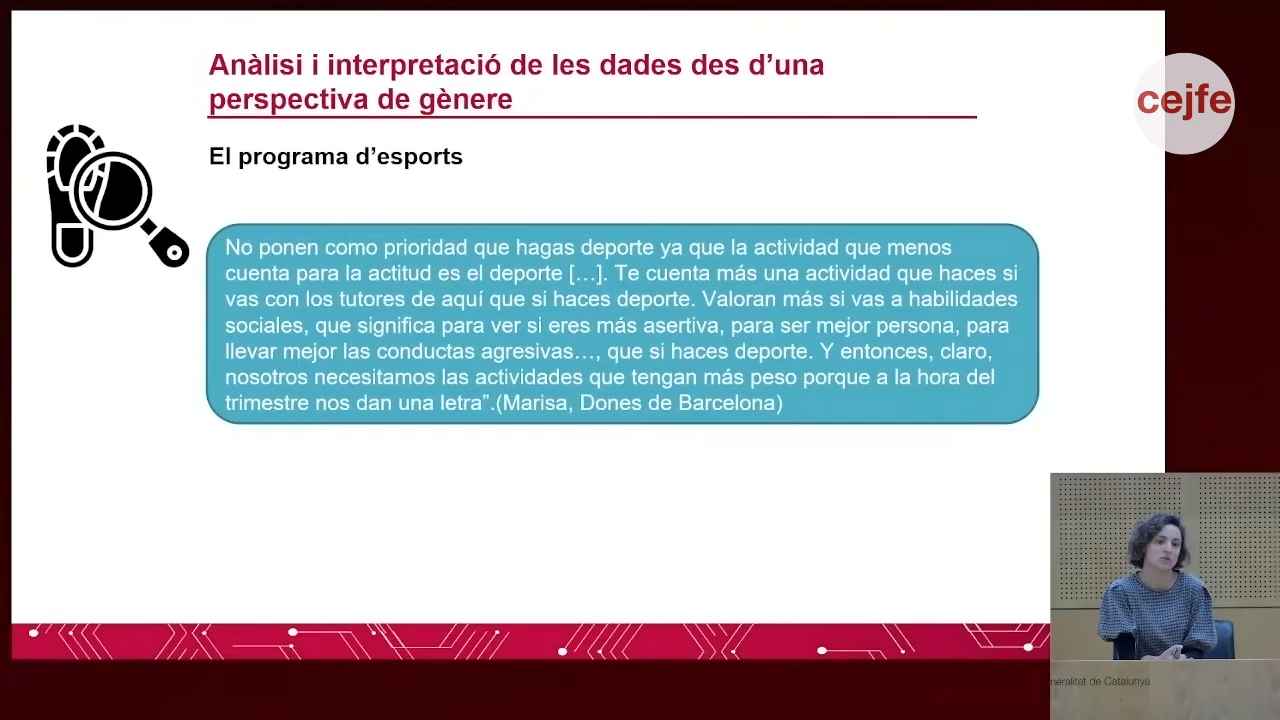 Anàlisi i interpretació de les dades des d’una
perspectiva de gènere
cejfe
El programa d’esports
No ponen como prioridad que hagas deporte ya que la actividad que menos
cuenta para la actitud es el deporte […]. Te cuenta más una actividad que haces si
vas con los tutores de aquí que si haces deporte. Valoran más si vas a habilidades
sociales, que significa para ver si eres más asertiva, para ser mejor persona, para
llevar mejor las conductas agresivas…, que si haces deporte. Y entonces, claro,
nosotros necesitamos las actividades que tengan más peso porque a la hora del
trimestre nos dan una letra”.(Marisa, Dones de Barcelona)
neralitat de Catalunya